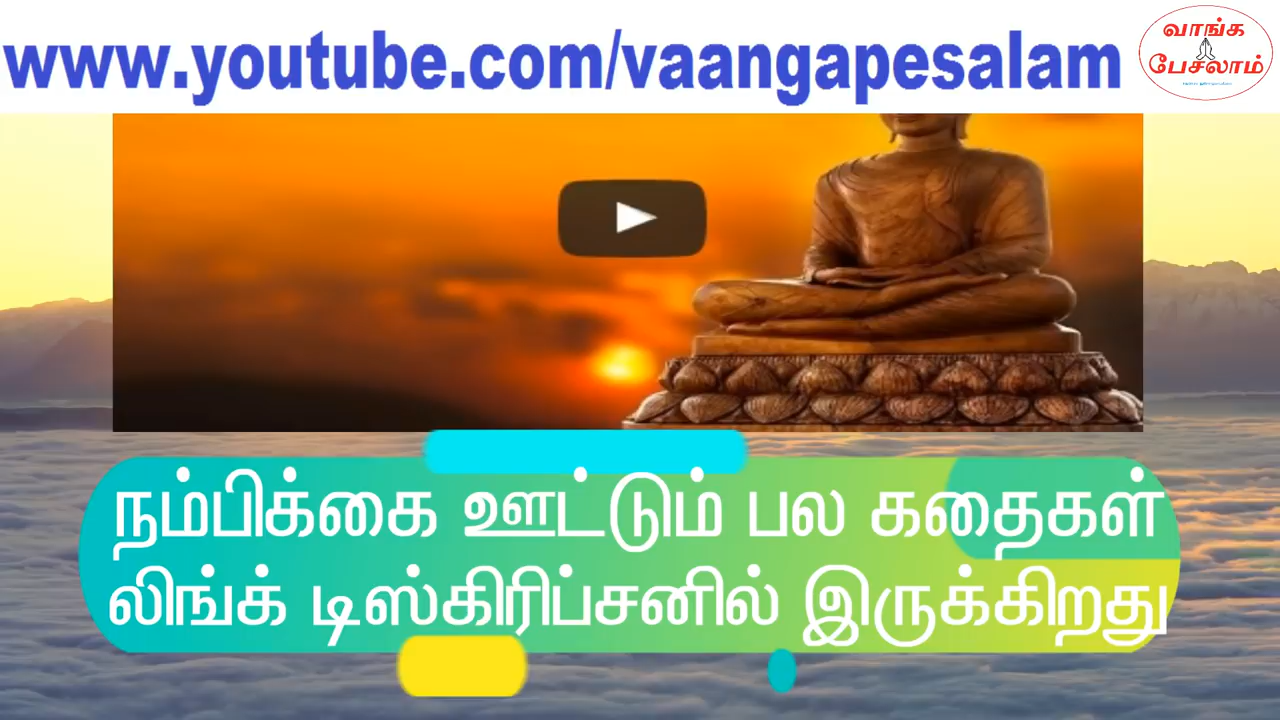 www.youtube.com/vaangapesalam
வாங்க
பேசலாம்
நம்பிக்கை ஊட்டும் பல கதைகள்
லிங்க் டிஸ்கிரிப்சனில் இருக்கிறது